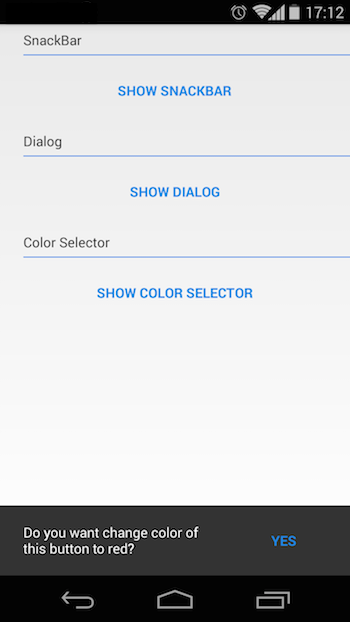 17:12
SnackBar
SHOW SNACKBAR
Dialog
SHOW DIALOG
Color Selector
SHOW COLOR SELECTOR
Do you want change color of
this button to red?
YES